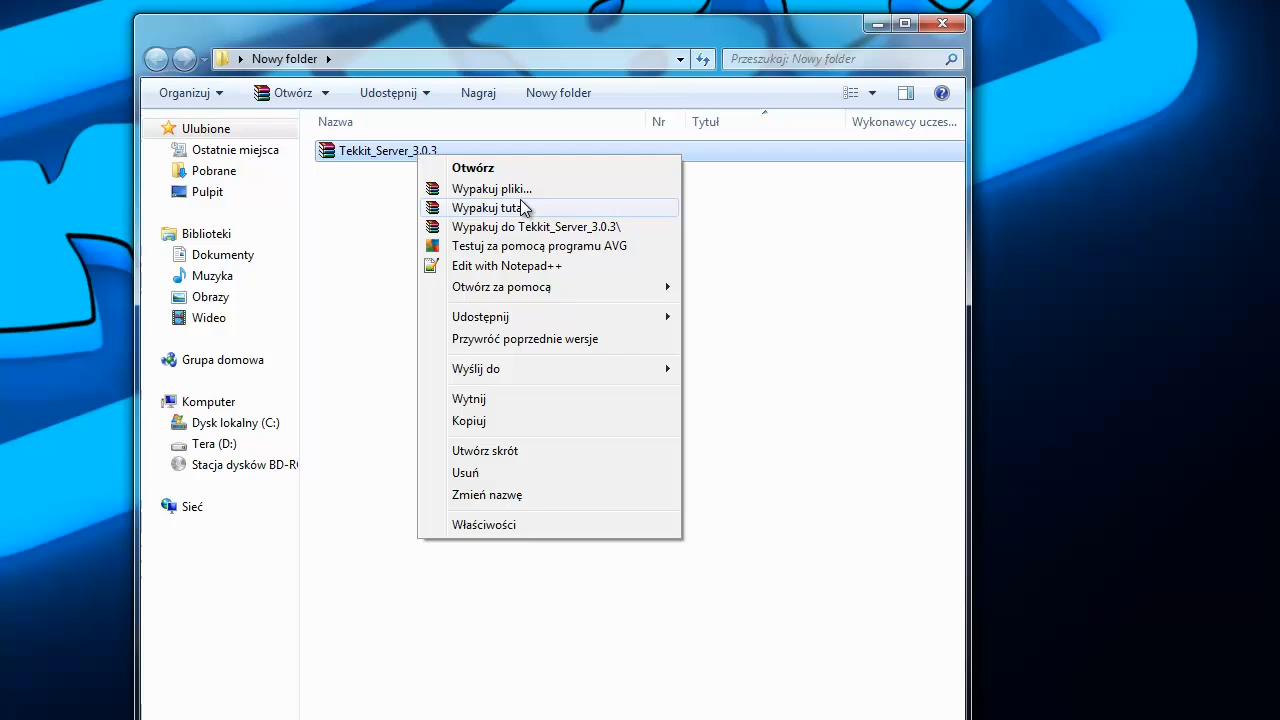 Nowy folder
Przeszukaj: Nowy folder
Organizuj Otwórz Udostępnij Nagraj Nowy folder
Ulubione
Ostatnie miejsca
Pobrane
Pulpit
Biblioteki
Dokumenty
Muzyka
Obrazy
Wideo
Grupa domowa
Komputer
Dysk lokalny (C:)
Tera (D:)
Stacja dysków BD-R
Sieć
Nazwa Nr Tytuł Wykonawcy uczes...
Tekkit_Server_3.0.3
Otwórz
Wypakuj pliki...
Wypakuj tuta
Wypakuj do Tekkit_Server_3.0.3\
Testuj za pomocą programu AVG
Edit with Notepad++
Otwórz za pomocą
Udostępnij
Przywróć poprzednie wersje
Wyślij do
Wytnij
Kopiuj
Utwórz skrót
Usuń
Zmień nazwę
Właściwości